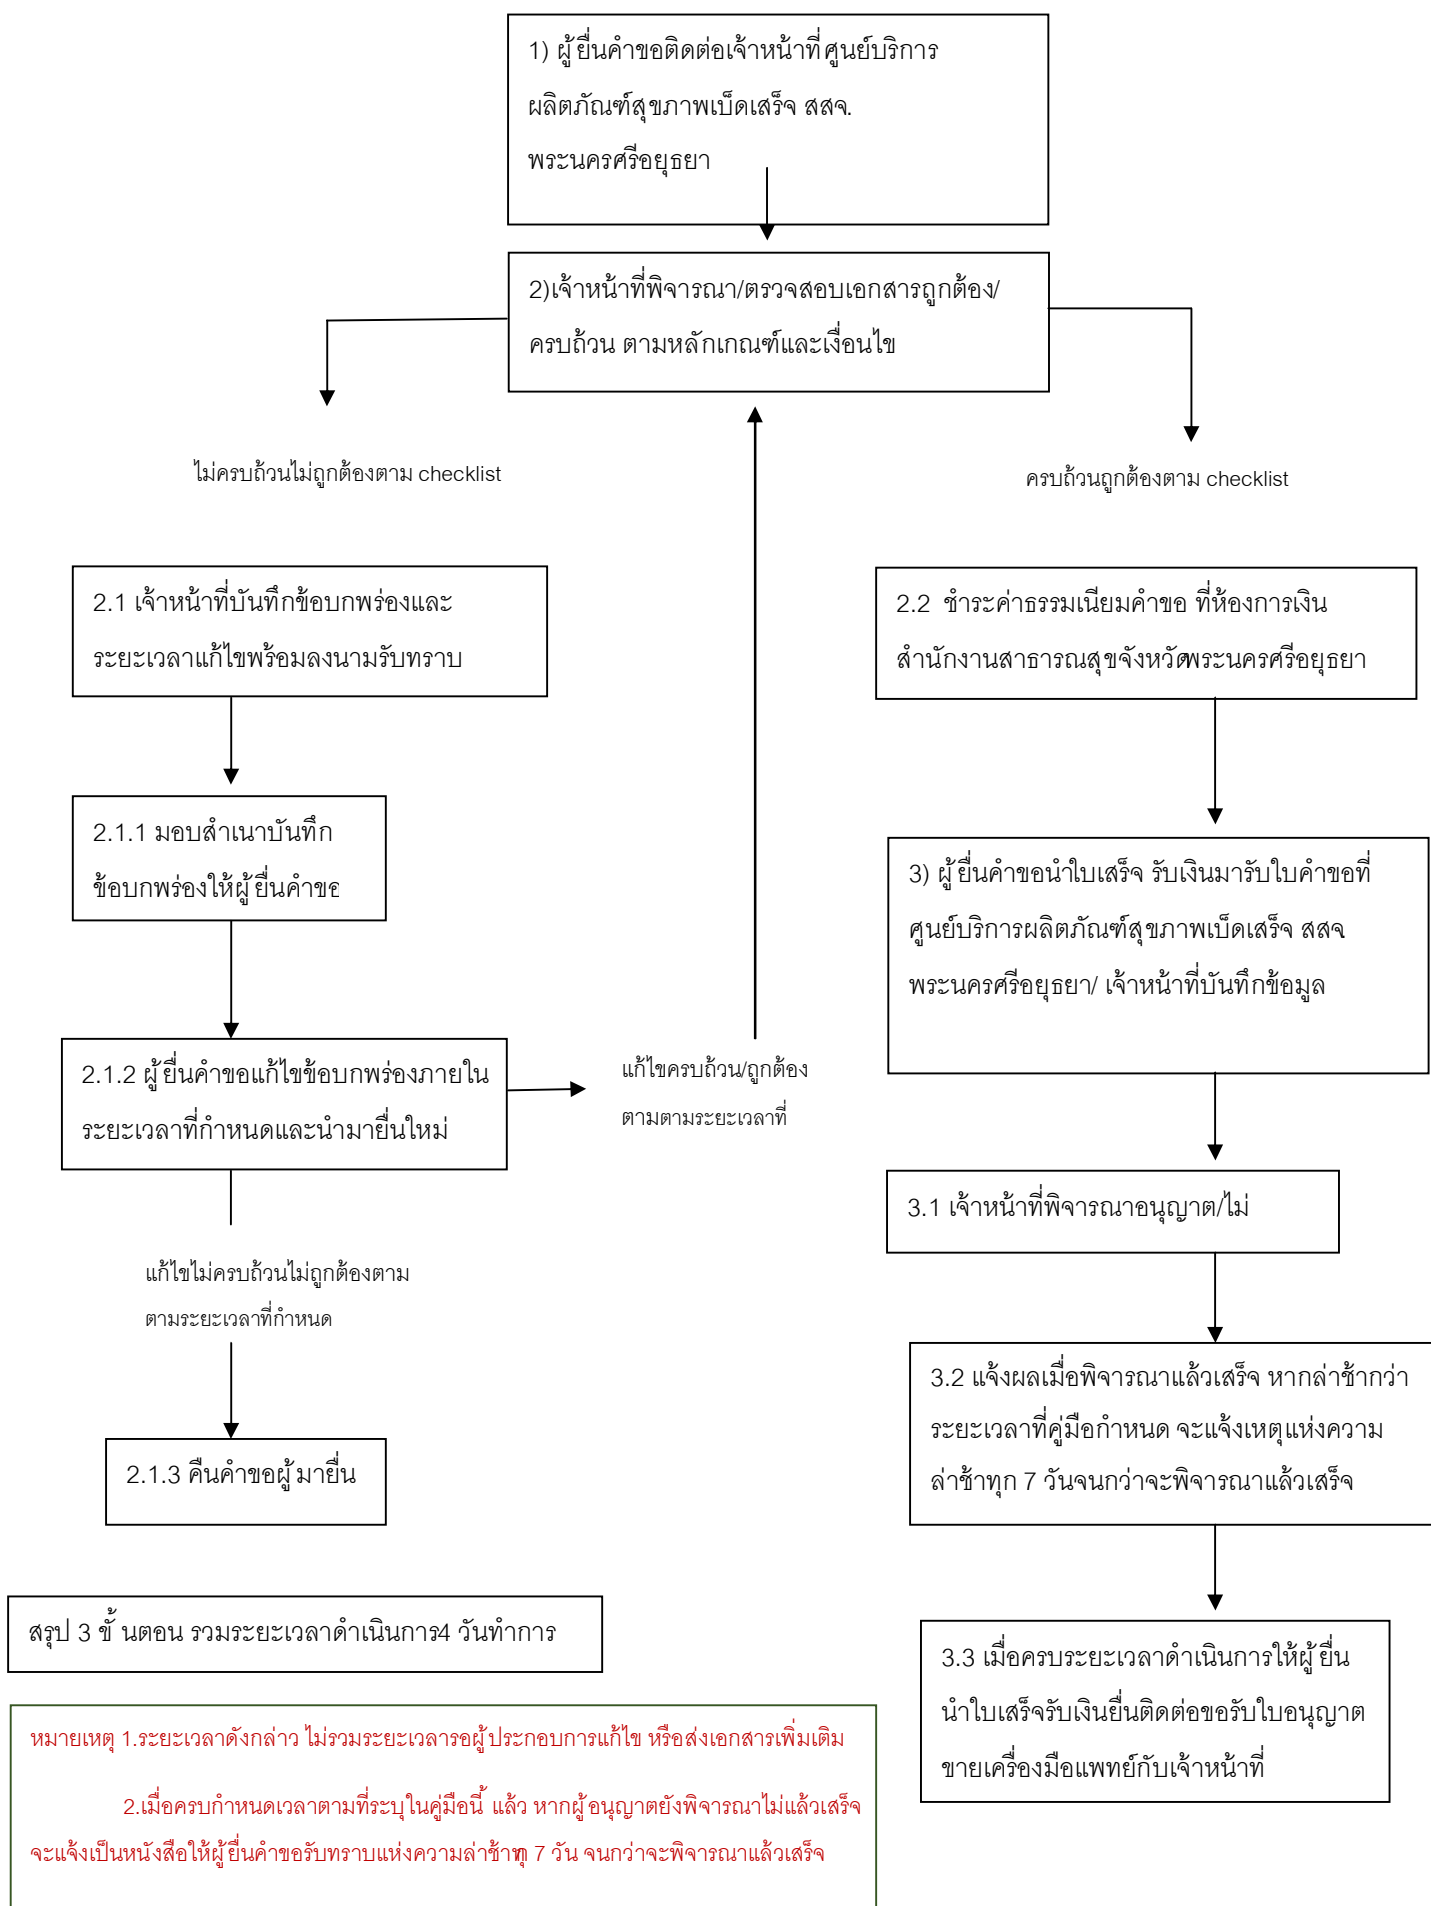 1) ผู้ยื่นคำขอติดต่อเจ้าหน้าที่ศูนย์บริการ
ผลิตภัณฑ์สุขภาพเบ็ดเสร็จ สสจ.
พระนครศรีอยุธยา
2)เจ้าหน้าที่พิจารณา/ตรวจสอบเอกสารถูกต้อง/
ครบถ้วน ตามหลักเกณฑ์และเงื่อนไข
ไม่ครบถ้วนไม่ถูกต้องตาม checklist
ครบถ้วนถูกต้องตาม checklist
2.1 เจ้าหน้าที่บันทึกข้อบกพร่องและ
ระยะเวลาแก้ไขพร้อมลงนามรับทราบ
2.2 ชำระค่าธรรมเนียมคำขอ ที่ห้องการเงิน
สำนักงานสาธารณสุขจังหวัดพระนครศรีอยุธยา
2.1.1 มอบสำเนาบันทึก
ข้อบกพร่องให้ผู้ยื่นคำขอ
3) ผู้ยื่นคำขอนำใบเสร็จ รับเงินมารับใบคำขอที่
ศูนย์บริการผลิตภัณฑ์สุขภาพเบ็ดเสร็จ สสจ
พระนครศรีอยุธยา/ เจ้าหน้าที่บันทึกข้อมูล
2.1.2 ผู้ยื่นคำขอแก้ไขข้อบกพร่องภายใน
ระยะเวลาที่กำหนดและนำมายื่นใหม่
แก้ไขครบถ้วน/ถูกต้อง
ตามตามระยะเวลาที่
3.1 เจ้าหน้าที่พิจารณาอนุญาต/ไม่
แก้ไขไม่ครบถ้วนไม่ถูกต้องตาม
ตามระยะเวลาที่กำหนด
3.2 แจ้งผลเมื่อพิจารณาแล้วเสร็จ หากล่าช้ากว่า
ระยะเวลาที่คู่มือกำหนด จะแจ้งเหตุแห่งความ
ล่าช้าทุก 7 วันจนกว่าจะพิจารณาแล้วเสร็จ
2.1.3 คืนคำขอผู้มายื่น
สรุป 3 ขั้นตอน รวมระยะเวลาดำเนินการ4 วันทำการ
3.3 เมื่อครบระยะเวลาดำเนินการให้ผู้ยื่น
นำใบเสร็จรับเงินยื่นติดต่อขอรับใบอนุญาต
ขายเครื่องมือแพทย์กับเจ้าหน้าที่
หมายเหตุ 1.ระยะเวลาดังกล่าว ไม่รวมระยะเวลารอผู้ประกอบการแก้ไข หรือส่งเอกสารเพิ่มเติม
2.เมื่อครบกำหนดเวลาตามที่ระบุในคู่มือนี้ แล้ว หากผู้อนุญาตยังพิจารณาไม่แล้วเสร็จ
จะแจ้งเป็นหนังสือให้ผู้ยื่นคำขอรับทราบแห่งความล่าช้าทุก 7 วัน จนกว่าจะพิจารณาแล้วเสร็จ